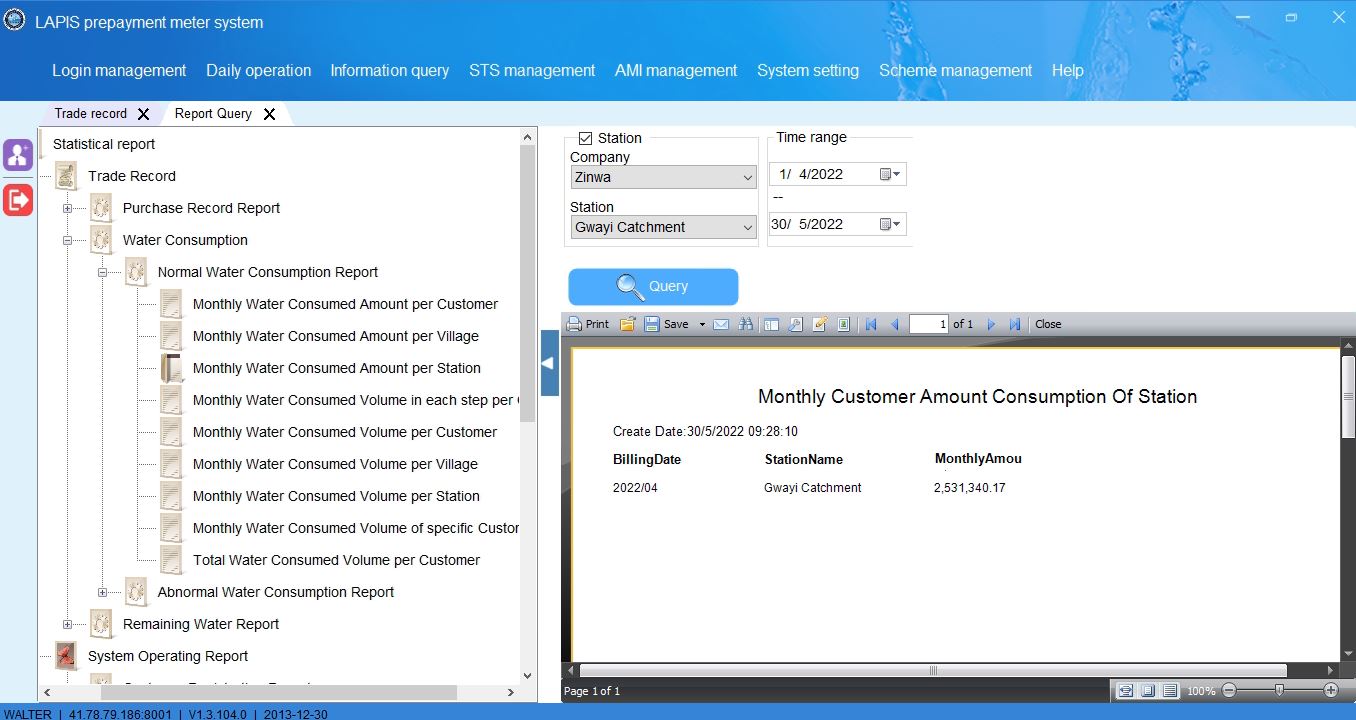 LAPIS prepayment meter system
Login management Daily operation Information query STS management AMI management System setting Scheme management Help
Trade record Report Query
Statistical report
Trade Record
Purchase Record Report
Water Consumption
Normal Water Consumption Report
Monthly Water Consumed Amount per Customer
Monthly Water Consumed Amount per Village
Monthly Water Consumed Amount per Station
Monthly Water Consumed Volume in each step per
Monthly Water Consumed Volume per Customer
Monthly Water Consumed Volume per Village
Monthly Water Consumed Volume per Station
Monthly Water Consumed Volume of specific Custor
Total Water Consumed Volume per Customer
Abnormal Water Consumption Report
Remaining Water Report
System Operating Report
Station
Company
Zinwa
Station
Gwayi Catchment
Time range
1/ 4/2022
--
30/ 5/2022
Query
Print Save 1 of 1 Close
Monthly Customer Amount Consumption Of Station
Create Date:30/5/2022 09:28:10
BillingDate StationName MonthlyAmou
2022/04 Gwayi Catchment 2,531,340.17
Page 1 of 1 100%
WALTER | 41.78.79.186:8001 | V1.3.104.0 | 2013-12-30